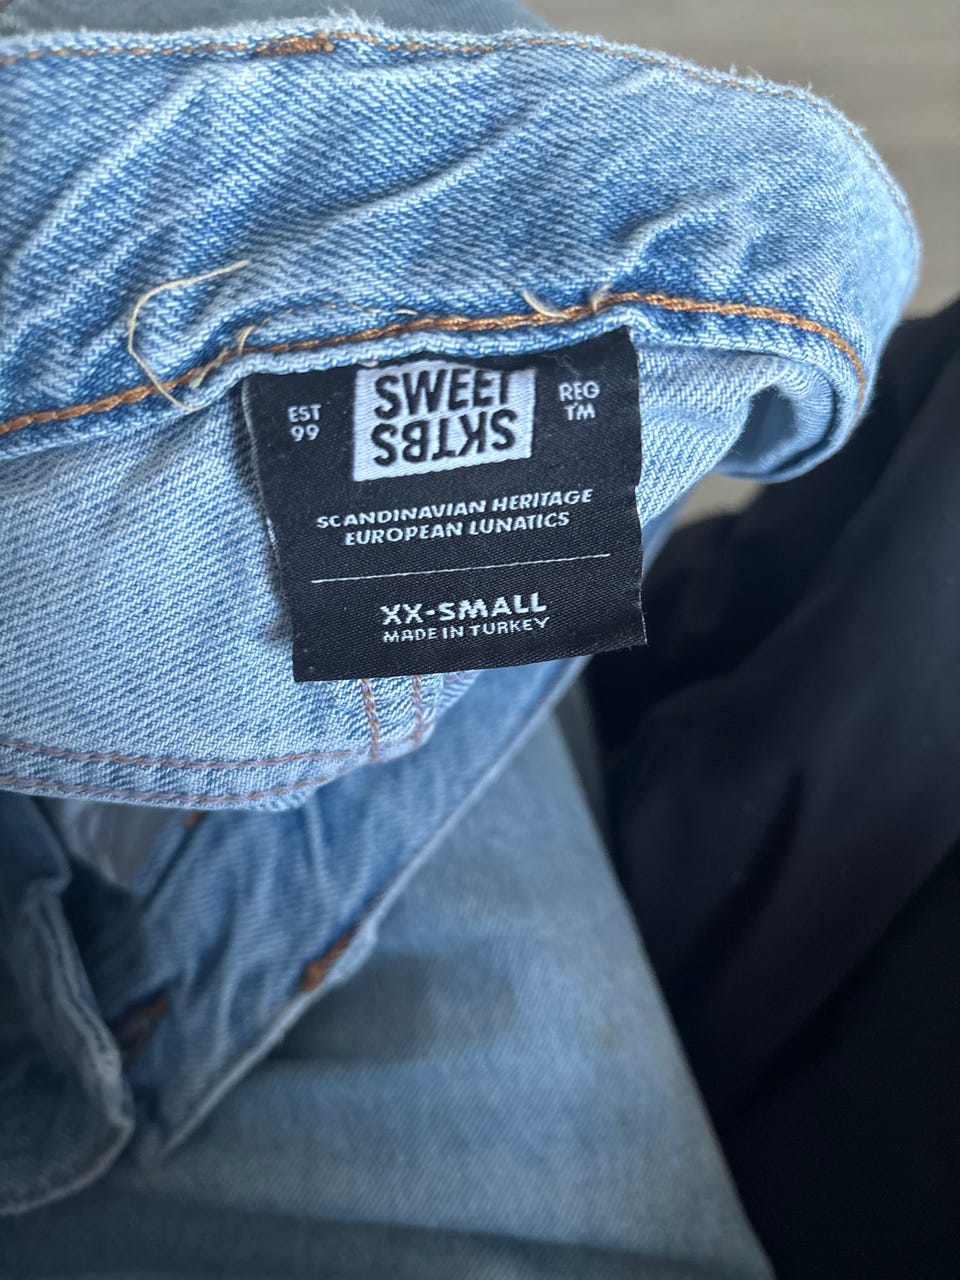 EST
99
SWEET
SKTBS
REG
TM
SCANDINAVIAN HERITAGE
EUROPEAN LUNATICS
XX-SMALL
MADE IN TURKEY